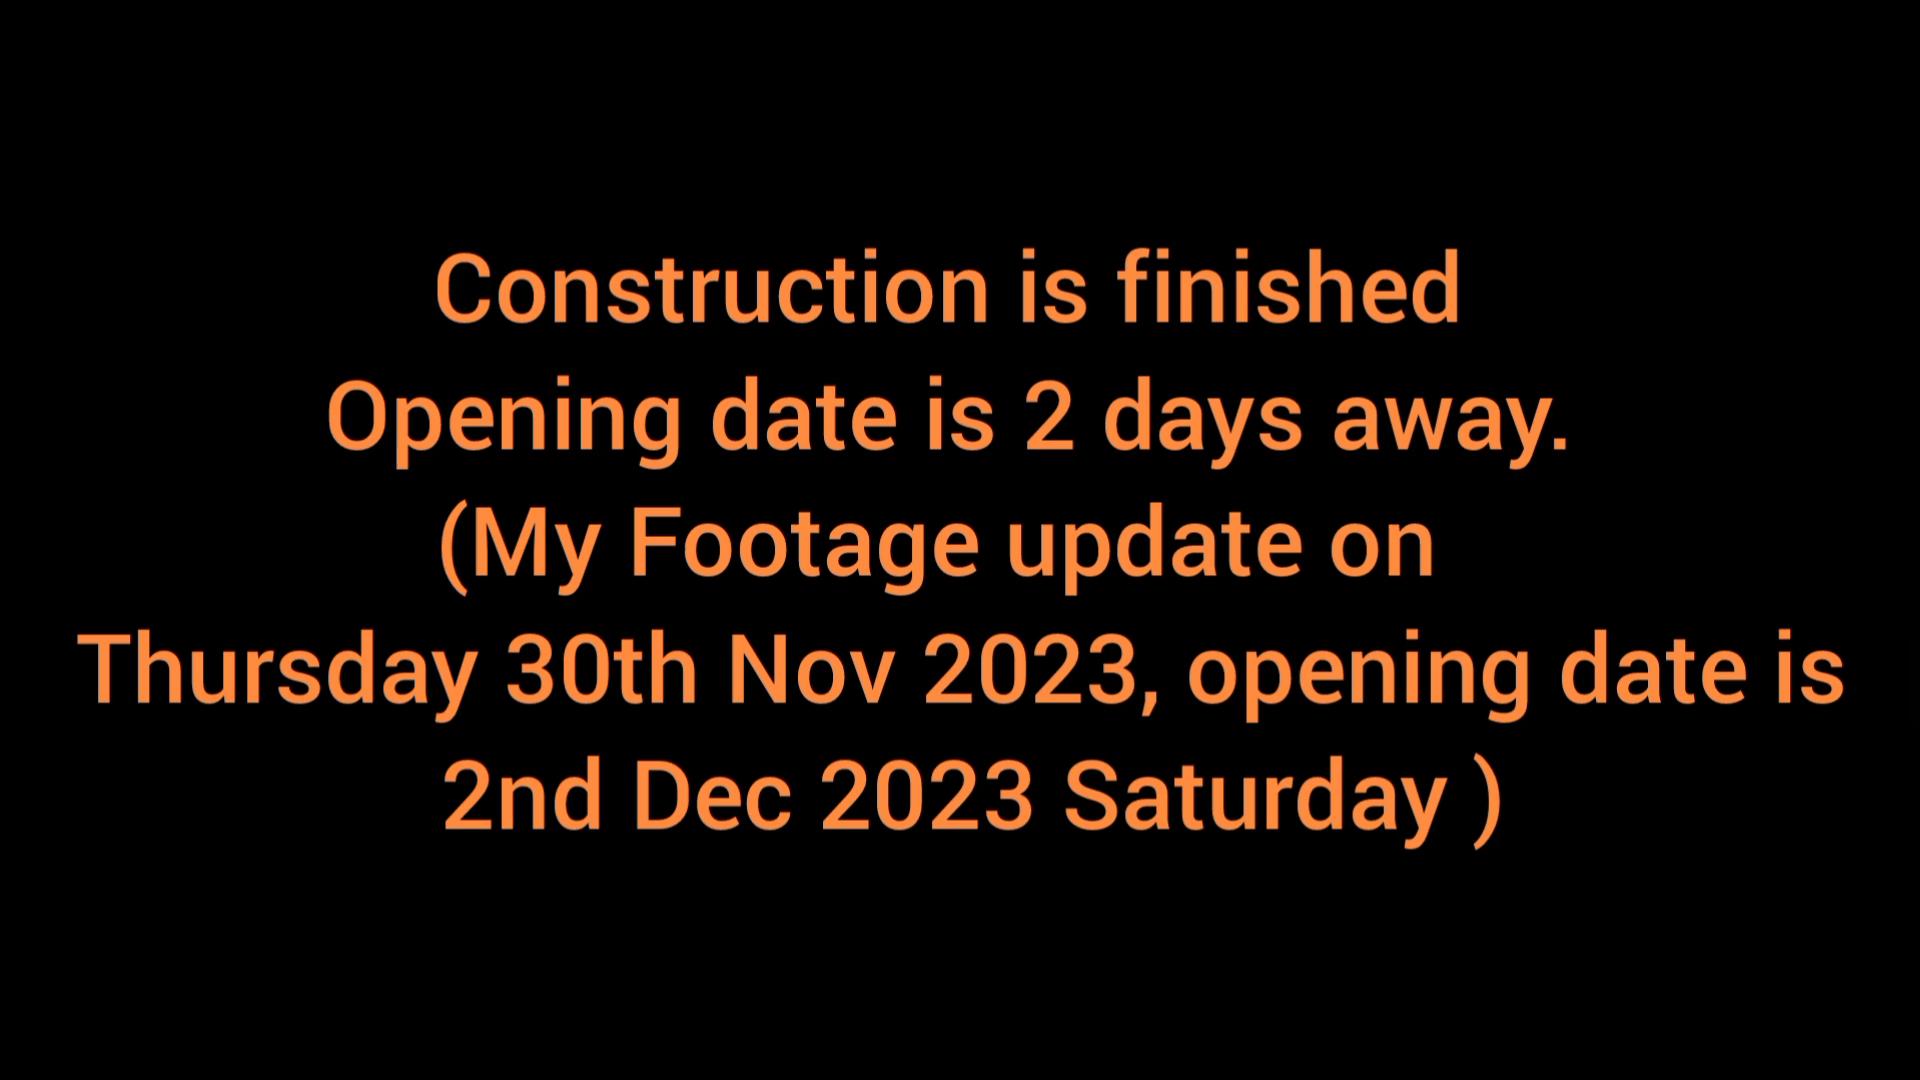 Construction is finished
Opening date is 2 days away.
(My Footage update on
Thursday 30th Nov 2023, opening date is
2nd Dec 2023 Saturday )